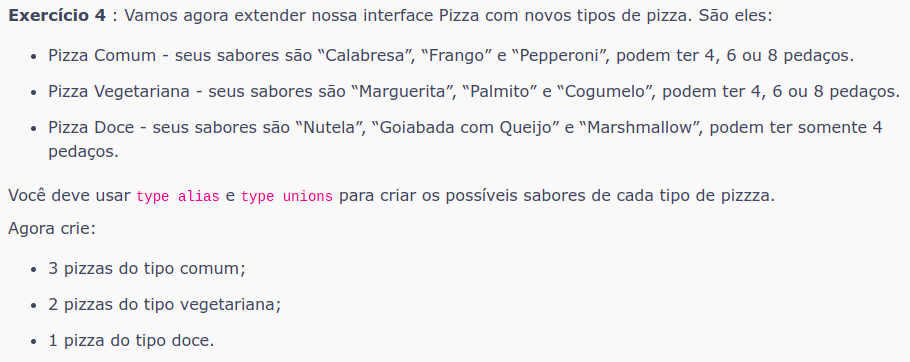 Exercício 4 : Vamos agora extender nossa interface Pizza com novos tipos de pizza. São eles:
• Pizza Comum - seus sabores são “Calabresa”, “Frango” e “Pepperoni”, podem ter 4, 6 ou 8 pedaços.
• Pizza Vegetariana - seus sabores são “Marguerita”, “Palmito” e “Cogumelo”, podem ter 4, 6 ou 8 pedaços.
• Pizza Doce - seus sabores são “Nutela”, “Goiabada com Queijo” e “Marshmallow”, podem ter somente 4
pedaços.
Você deve usar type alias e type unions para criar os possíveis sabores de cada tipo de pizzza.
Agora crie:
• 3 pizzas do tipo comum;
• 2 pizzas do tipo vegetariana;
• 1 pizza do tipo doce.